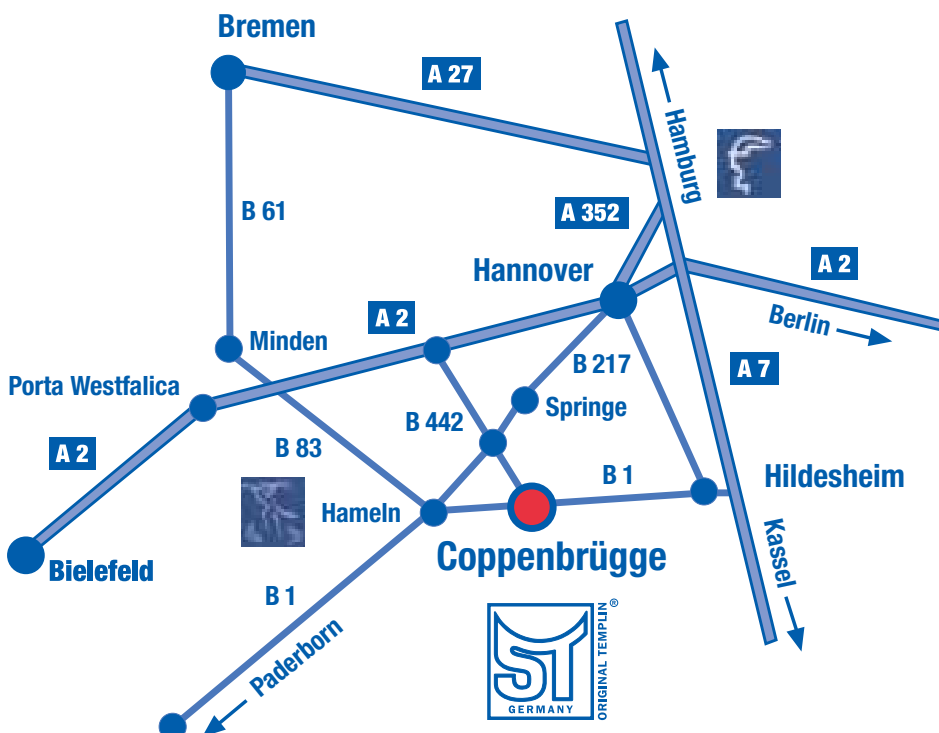 Bremen
A 27
Hamburg
B 61
A 352
Hannover
A 2
Berlin
A 2
Minden
B 217
A 7
Porta Westfalica
Springe
B 442
A 2
B 83
B 1
Hildesheim
Hameln
Kassel
Coppenbrügge
Bielefeld
B 1
Paderborn
ST
GERMANY
ORIGINAL TEMPLIN®